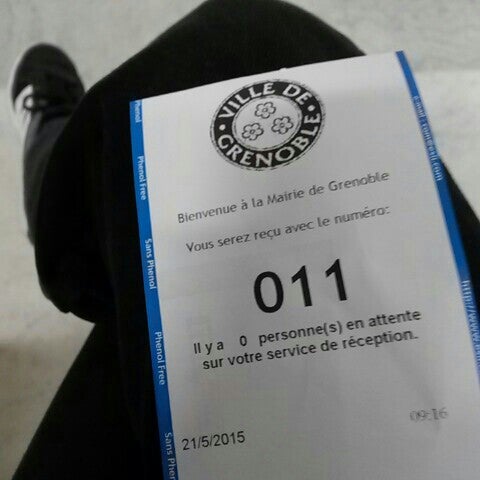 VILLE DE
GRENOBLE
Bienvenue à la Mairie de Grenoble
Vous serez reçu avec le numéro:
011
Il y a 0 personne(s) en attente
sur votre service de réception.
21/5/2015 09:16
Phenol
Phenol Free
Sans Phenol
Phenol Free
Sans Phen